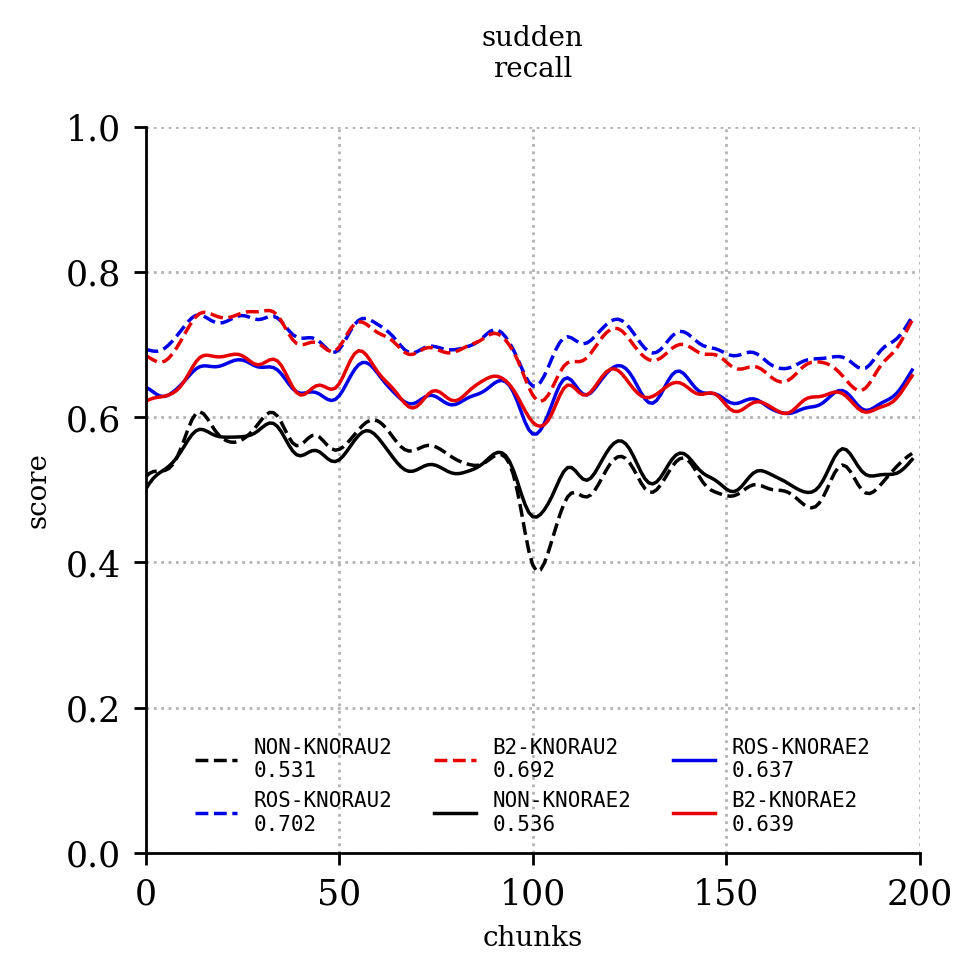 sudden
recall
1.0
0.8
0.6
0.4
0.2
0.0
score
NON-KNORAU2
0.531
ROS-KNORAU2
0.702
B2-KNORAU2
0.692
NON-KNORAE2
0.536
ROS-KNORAE2
0.637
B2-KNORAE2
0.639
0
50
100
150
200
chunks